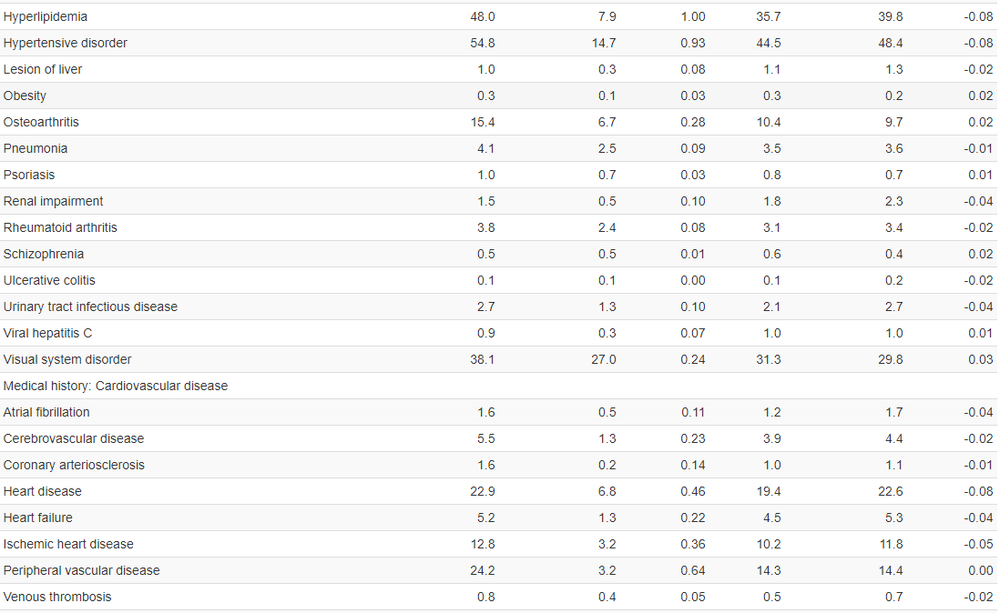 Hyperlipidemia 48.0 7.9 1.00 35.7 39.8 -0.08
Hypertensive disorder 54.8 14.7 0.93 44.5 48.4 -0.08
Lesion of liver 1.0 0.3 0.08 1.1 1.3 -0.02
Obesity 0.3 0.1 0.03 0.3 0.2 0.02
Osteoarthritis 15.4 6.7 0.28 10.4 9.7 0.02
Pneumonia 4.1 2.5 0.09 3.5 3.6 -0.01
Psoriasis 1.0 0.7 0.03 0.8 0.7 0.01
Renal impairment 1.5 0.5 0.10 1.8 2.3 -0.04
Rheumatoid arthritis 3.8 2.4 0.08 3.1 3.4 -0.02
Schizophrenia 0.5 0.5 0.01 0.6 0.4 0.02
Ulcerative colitis 0.1 0.1 0.00 0.1 0.2 -0.02
Urinary tract infectious disease 2.7 1.3 0.10 2.1 2.7 -0.04
Viral hepatitis C 0.9 0.3 0.07 1.0 1.0 0.01
Visual system disorder 38.1 27.0 0.24 31.3 29.8 0.03
Medical history: Cardiovascular disease
Atrial fibrillation 1.6 0.5 0.11 1.2 1.7 -0.04
Cerebrovascular disease 5.5 1.3 0.23 3.9 4.4 -0.02
Coronary arteriosclerosis 1.6 0.2 0.14 1.0 1.1 -0.01
Heart disease 22.9 6.8 0.46 19.4 22.6 -0.08
Heart failure 5.2 1.3 0.22 4.5 5.3 -0.04
Ischemic heart disease 12.8 3.2 0.36 10.2 11.8 -0.05
Peripheral vascular disease 24.2 3.2 0.64 14.3 14.4 0.00
Venous thrombosis 0.8 0.4 0.05 0.5 0.7 -0.02